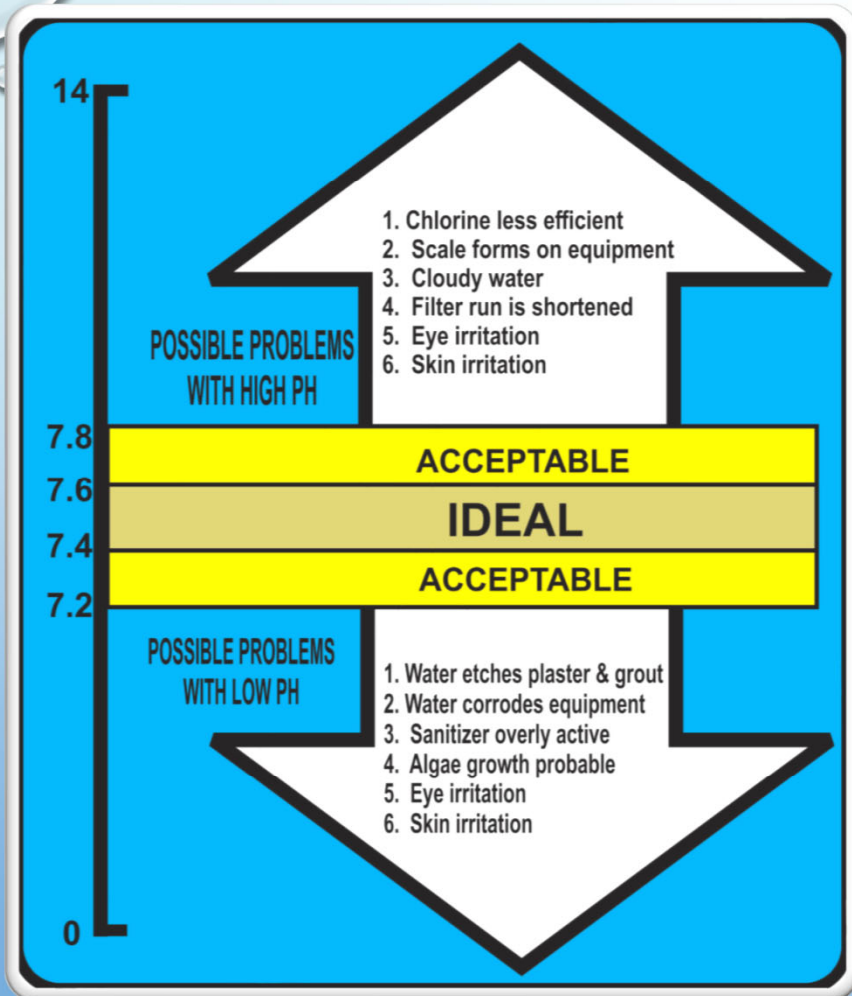 14
1. Chlorine less efficient
2. Scale forms on equipment
3. Cloudy water
4. Filter run is shortened
5. Eye irritation
6. Skin irritation
POSSIBLE PROBLEMS
WITH HIGH PH
7.8
ACCEPTABLE
7.6
IDEAL
7.4
ACCEPTABLE
7.2
POSSIBLE PROBLEMS
WITH LOW PH
1. Water etches plaster & grout
2. Water corrodes equipment
3. Sanitizer overly active
4. Algae growth probable
5. Eye irritation
6. Skin irritation
0